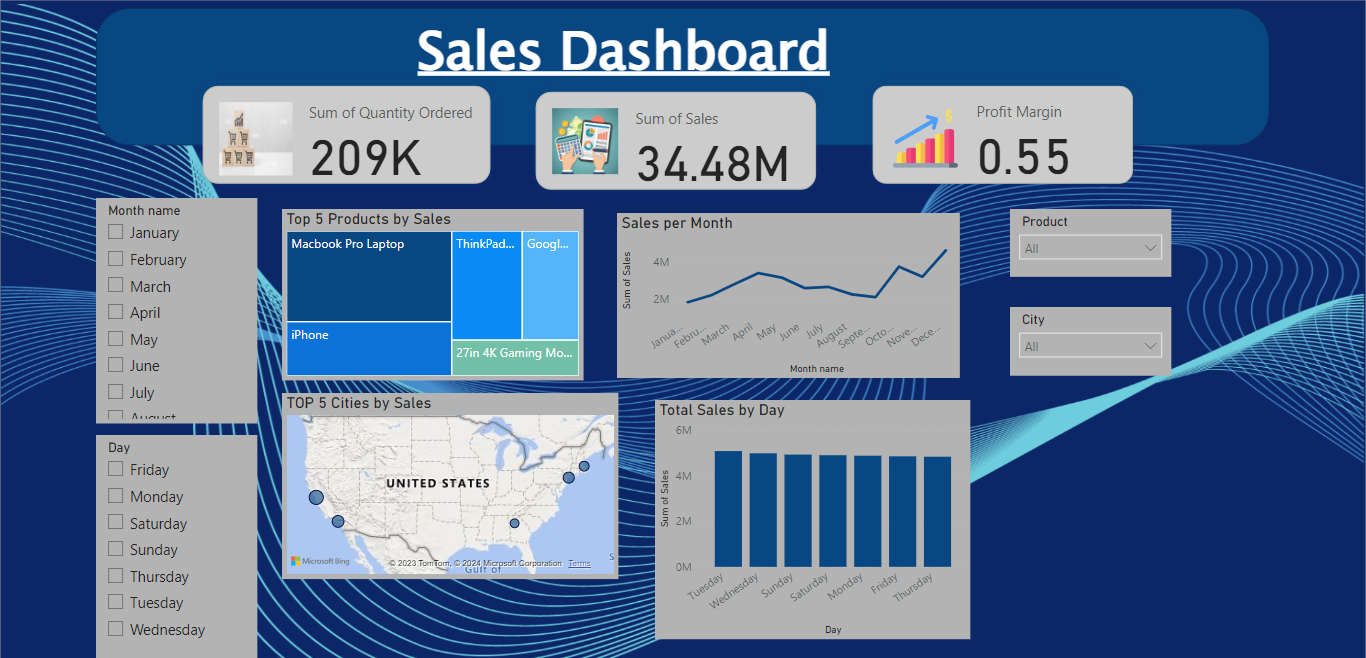 Sales Dashboard
Sum of Quantity Ordered
209K
Sum of Sales
34.48M
Profit Margin
0.55
Month name
January
February
March
April
May
June
July
August
Day
Friday
Monday
Saturday
Sunday
Thursday
Tuesday
Wednesday
Top 5 Products by Sales
Macbook Pro Laptop
ThinkPad...
Googl...
iPhone
27in 4K Gaming Mo...
Sales per Month
Sum of Sales
4M
2M
Janua...
Febru...
March
April
May
June
July
August
Septe...
Octo...
Nove...
Dece...
Month name
Product
All
City
All
TOP 5 Cities by Sales
UNITED STATES
Microsoft Bing
© 2023 TomTom, © 2024 Microsoft Corporation Terms
Gulf of
S
Total Sales by Day
Sum of Sales
6M
4M
2M
0M
Tuesday
Wednesday
Sunday
Saturday
Monday
Friday
Thursday
Day